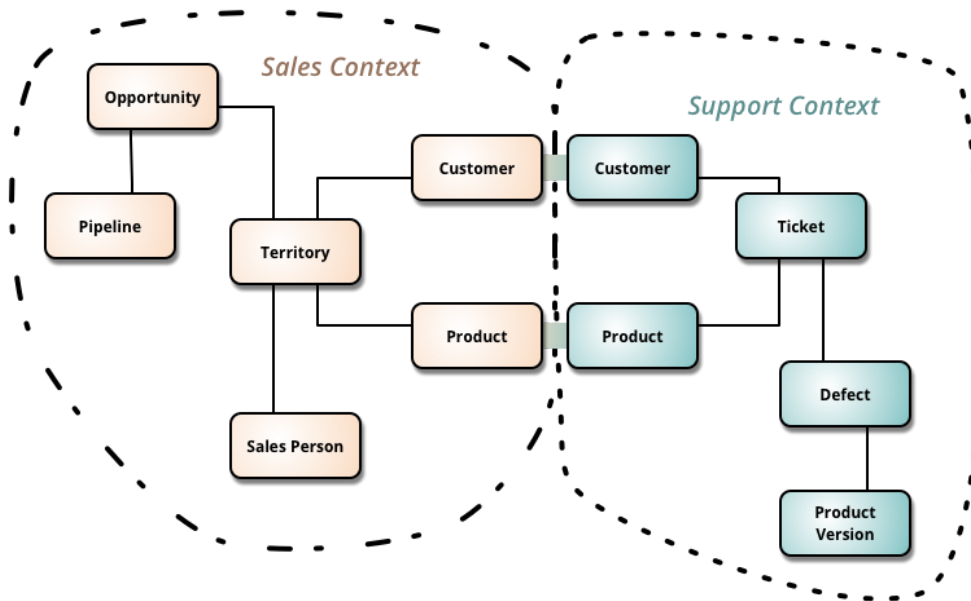 Sales Context
Opportunity
Pipeline
Territory
Customer
Product
Sales Person
Support Context
Customer
Product
Ticket
Defect
Product
Version